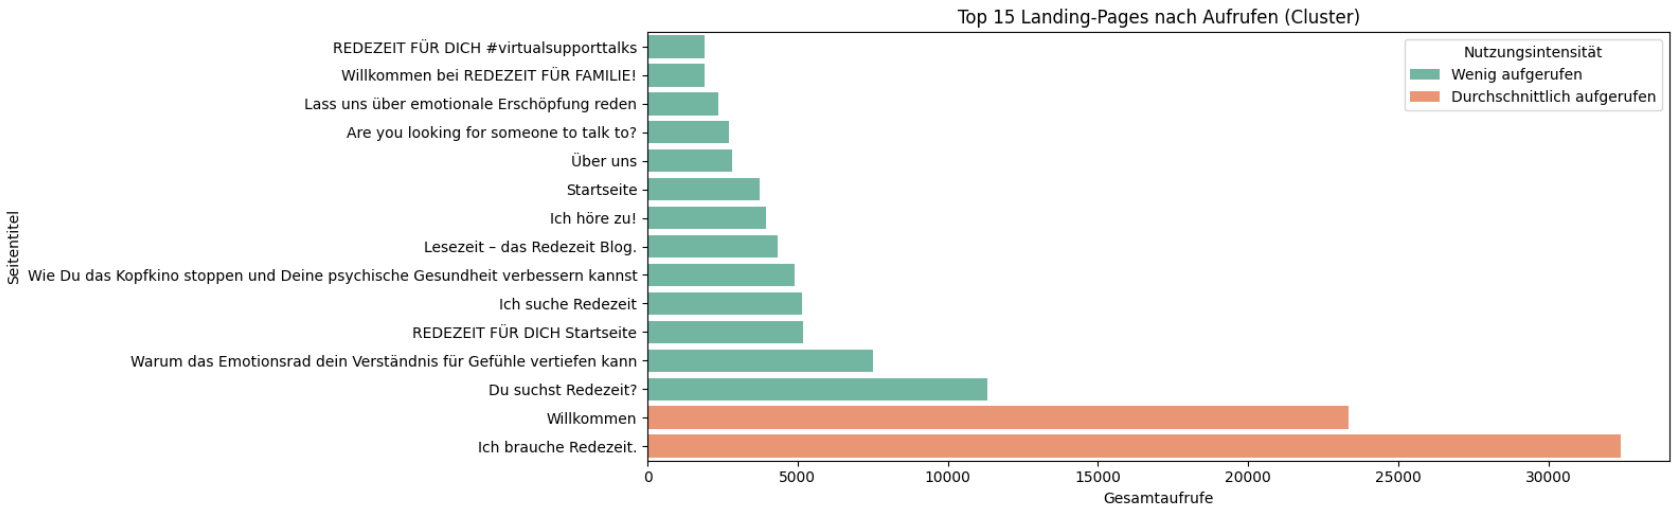 Top 15 Landing-Pages nach Aufrufen (Cluster)
Nutzungsintensität
Wenig aufgerufen
Durchschnittlich aufgerufen
Seitentitel
REDEZEIT FÜR DICH #virtualsupporttalks
Willkommen bei REDEZEIT FÜR FAMILIE!
Lass uns über emotionale Erschöpfung reden
Are you looking for someone to talk to?
Über uns
Startseite
Ich höre zu!
Lesezeit – das Redezeit Blog.
Wie Du das Kopfkino stoppen und Deine psychische Gesundheit verbessern kannst
Ich suche Redezeit
REDEZEIT FÜR DICH Startseite
Warum das Emotionsrad dein Verständnis für Gefühle vertiefen kann
Du suchst Redezeit?
Willkommen
Ich brauche Redezeit.
0 5000 10000 15000 20000 25000 30000
Gesamtaufrufe